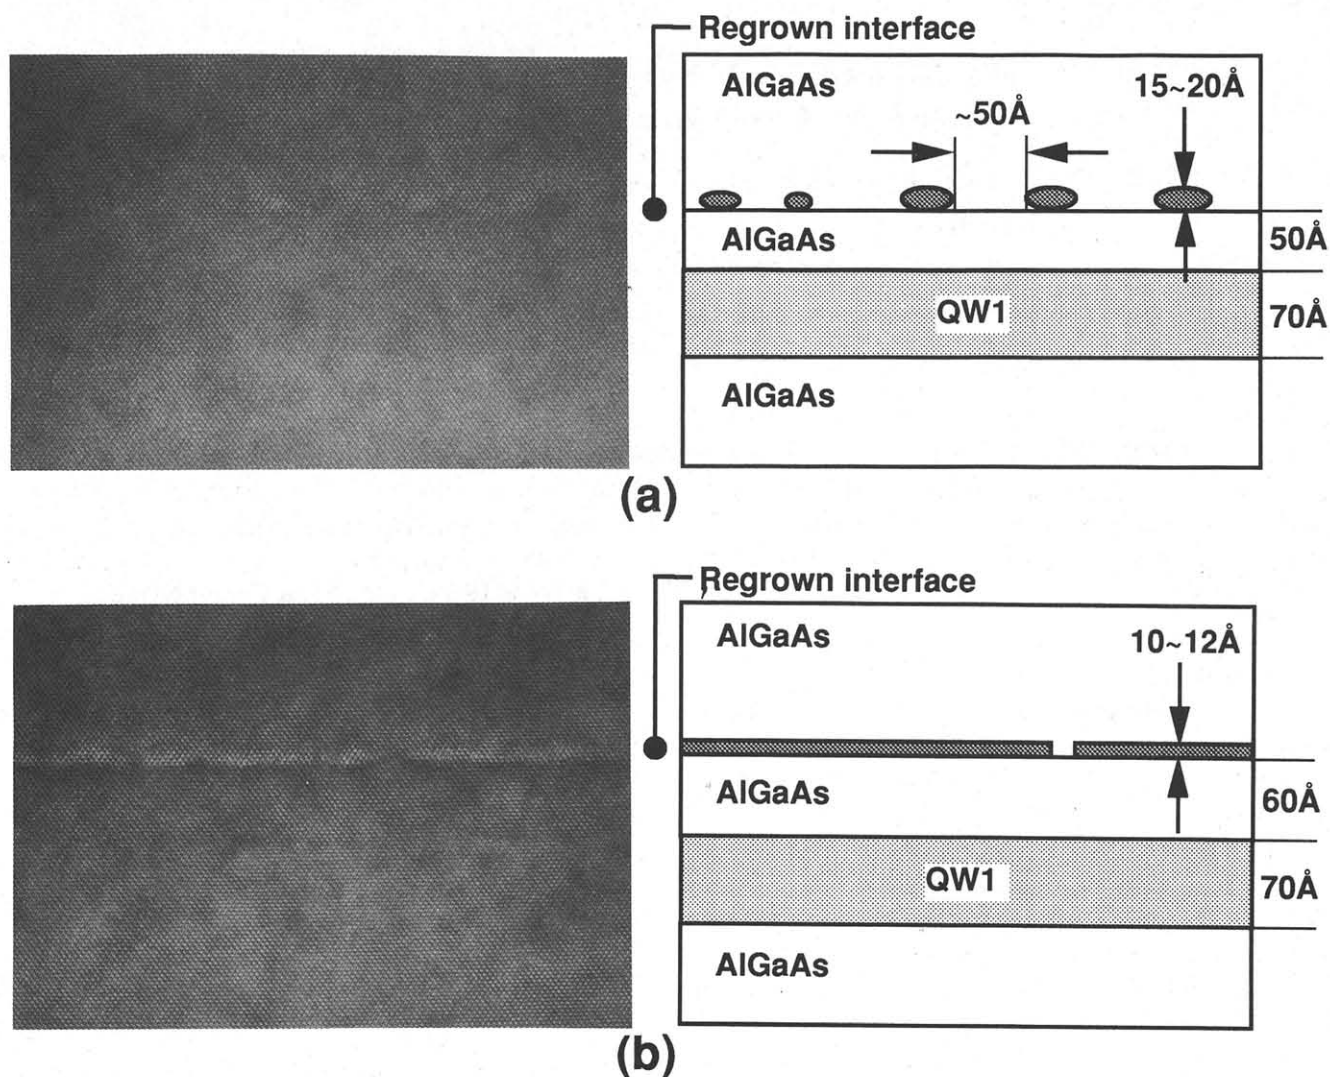 Regrown interface
AlGaAs
15~20Å
~50Å
AlGaAs
50Å
QW1
70Å
AlGaAs
(a)
Regrown interface
AlGaAs
10~12Å
AlGaAs
60Å
QW1
70Å
AlGaAs
(b)